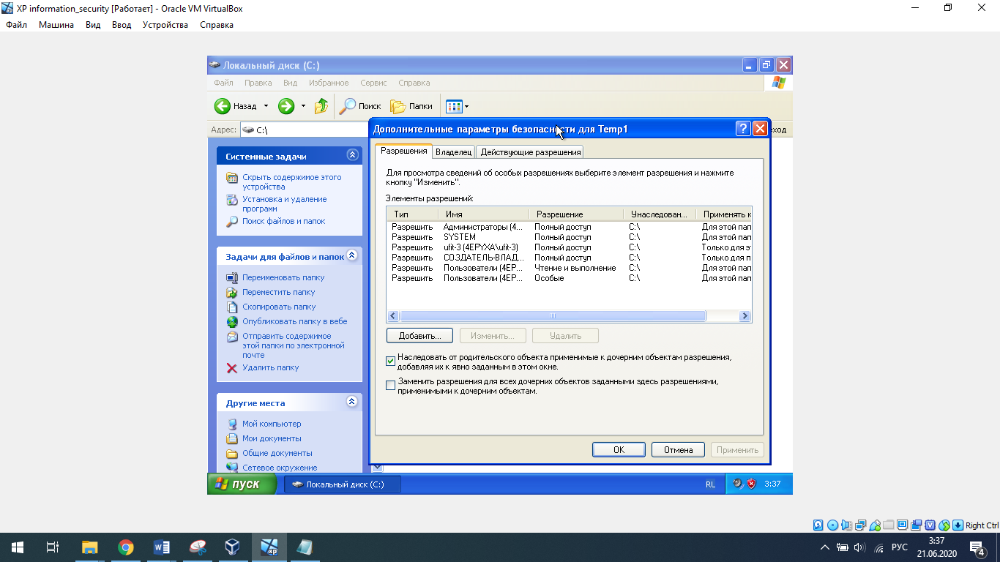 XP information_security [Работает] - Oracle VM VirtualBox
Файл Машина Вид Ввод Устройства Справка
Локальный диск (C:)
Файл Правка Вид Избранное Сервис Справка
Назад Поиск Папки
Адрес: C:\
ход
Системные задачи
Скрыть содержимое этого
устройства
Установка и удаление
программ
Поиск файлов и папок
Задачи для файлов и папок
Переименовать папку
Переместить папку
Скопировать папку
Опубликовать папку в вебе
Отправить содержимое
этой папки по электронной
почте
Удалить папку
Другие места
Мой компьютер
Мои документы
Общие документы
Сетевое окружение
Дополнительные параметры безопасности для Temp1
Разрешения Владелец Действующие разрешения
Для просмотра сведений об особых разрешениях выберите элемент разрешения и нажмите
кнопку "Изменить".
Элементы разрешений:
Тип Имя Разрешение Унаследован... Применять к
Разрешить Администраторы (4... Полный доступ C:\ Для этой пап
Разрешить SYSTEM Полный доступ C:\ Для этой пап
Разрешить ufit-3 (4EPYXA\ufit-3) Полный доступ C:\ Только для э
Разрешить СОЗДАТЕЛЬ-ВЛАД... Полный доступ C:\ Только для п
Разрешить Пользователи (4EP... Чтение и выполнение C:\ Для этой пап
Разрешить Пользователи (4EP... Особые C:\ Для этой пап
Добавить... Изменить... Удалить
Наследовать от родительского объекта применимые к дочерним объектам разрешения,
добавляя их к явно заданным в этом окне.
Заменить разрешения для всех дочерних объектов заданными здесь разрешениями,
применимыми к дочерним объектам.
OK Отмена Применить
пуск Локальный диск (C:) RL 3:37
Right Ctrl
РУС 3:37
21.06.2020
4